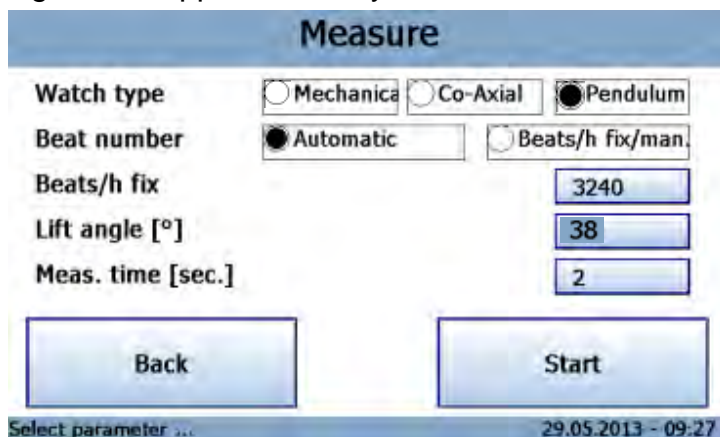 Measure
Watch type Mechanica Co-Axial Pendulum
Beat number Automatic Beats/h fix/man.
Beats/h fix 3240
Lift angle [°] 38
Meas. time [sec.] 2
Back Start
Select parameter ... 29.05.2013 - 09:27